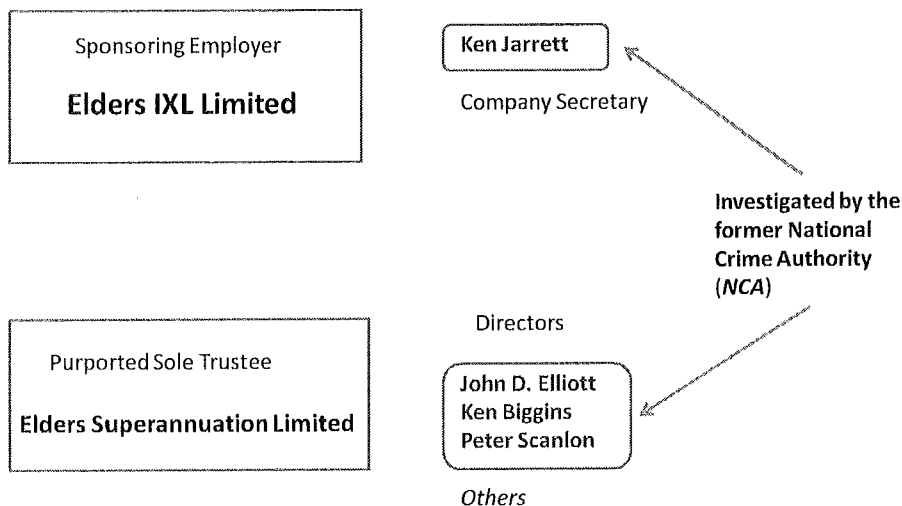 Sponsoring Employer
Elders IXL Limited
Ken Jarrett
Company Secretary
Investigated by the
former National
Crime Authority
(NCA)
Purported Sole Trustee
Elders Superannuation Limited
Directors
John D. Elliott
Ken Biggins
Peter Scanlon
Others